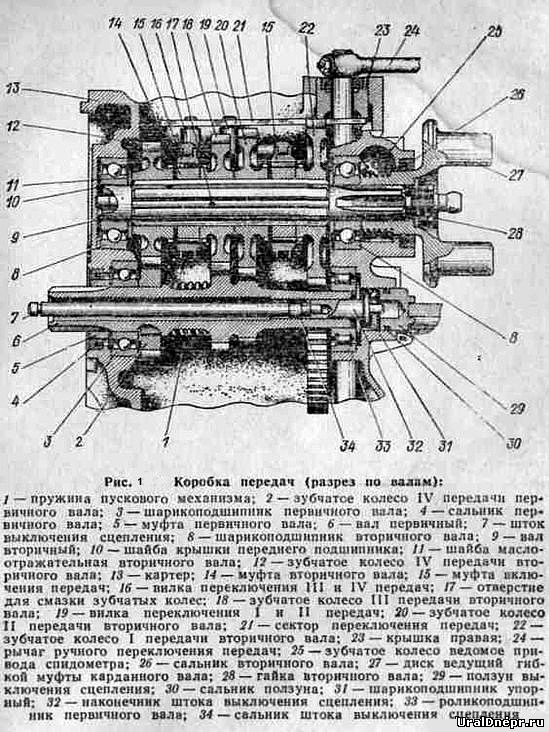 14 15 16 17 18 19 20 21 15 22 23 24 25
13
12
26
11
10
27
9
28
8
8
7
6
5
29
4
30
3 2 1 34 33 32 31
Рис. 1 Коробка передач (разрез по валам):
1 — пружина пускового механизма; 2 — зубчатое колесо IV передачи пер-
вичного вала; 3 — шарикоподшипник первичного вала; 4 — сальник пер-
вичного вала; 5 — муфта первичного вала; 6 — вал первичный; 7 — шток
выключения сцепления; 8 — шарикоподшипник вторичного вала; 9 — вал
вторичный; 10 — шайба крышки переднего подшипника; 11 — шайба масло-
отражательная вторичного вала; 12 — зубчатое колесо IV передачи вто-
ричного вала; 13 — картер; 14 — муфта вторичного вала; 15 — муфта вклю-
чения передач; 16 — вилка переключения III и IV передач; 17 — отверстие
для смазки зубчатых колес; 18 — зубчатое колесо III передачи вторичного
вала; 19 — вилка переключения I и II передач; 20 — зубчатое колесо
II передачи вторичного вала; 21 — сектор переключения передач; 22 —
зубчатое колесо I передачи вторичного вала; 23 — крышка правая; 24 —
рычаг ручного переключения передач; 25 — зубчатое колесо ведомое при-
вода спидометра; 26 — сальник вторичного вала; 27 — диск ведущий гиб-
кой муфты карданного вала; 28 — гайка вторичного вала; 29 — ползун вы-
ключения сцепления; 30 — сальник ползуна; 31 — шарикоподшипник упор-
ный; 32 — наконечник штока выключения сцепления; 33 — роликоподшип-
ник первичного вала; 34 — сальник штока выключения сцепления
UralDnepr.ru